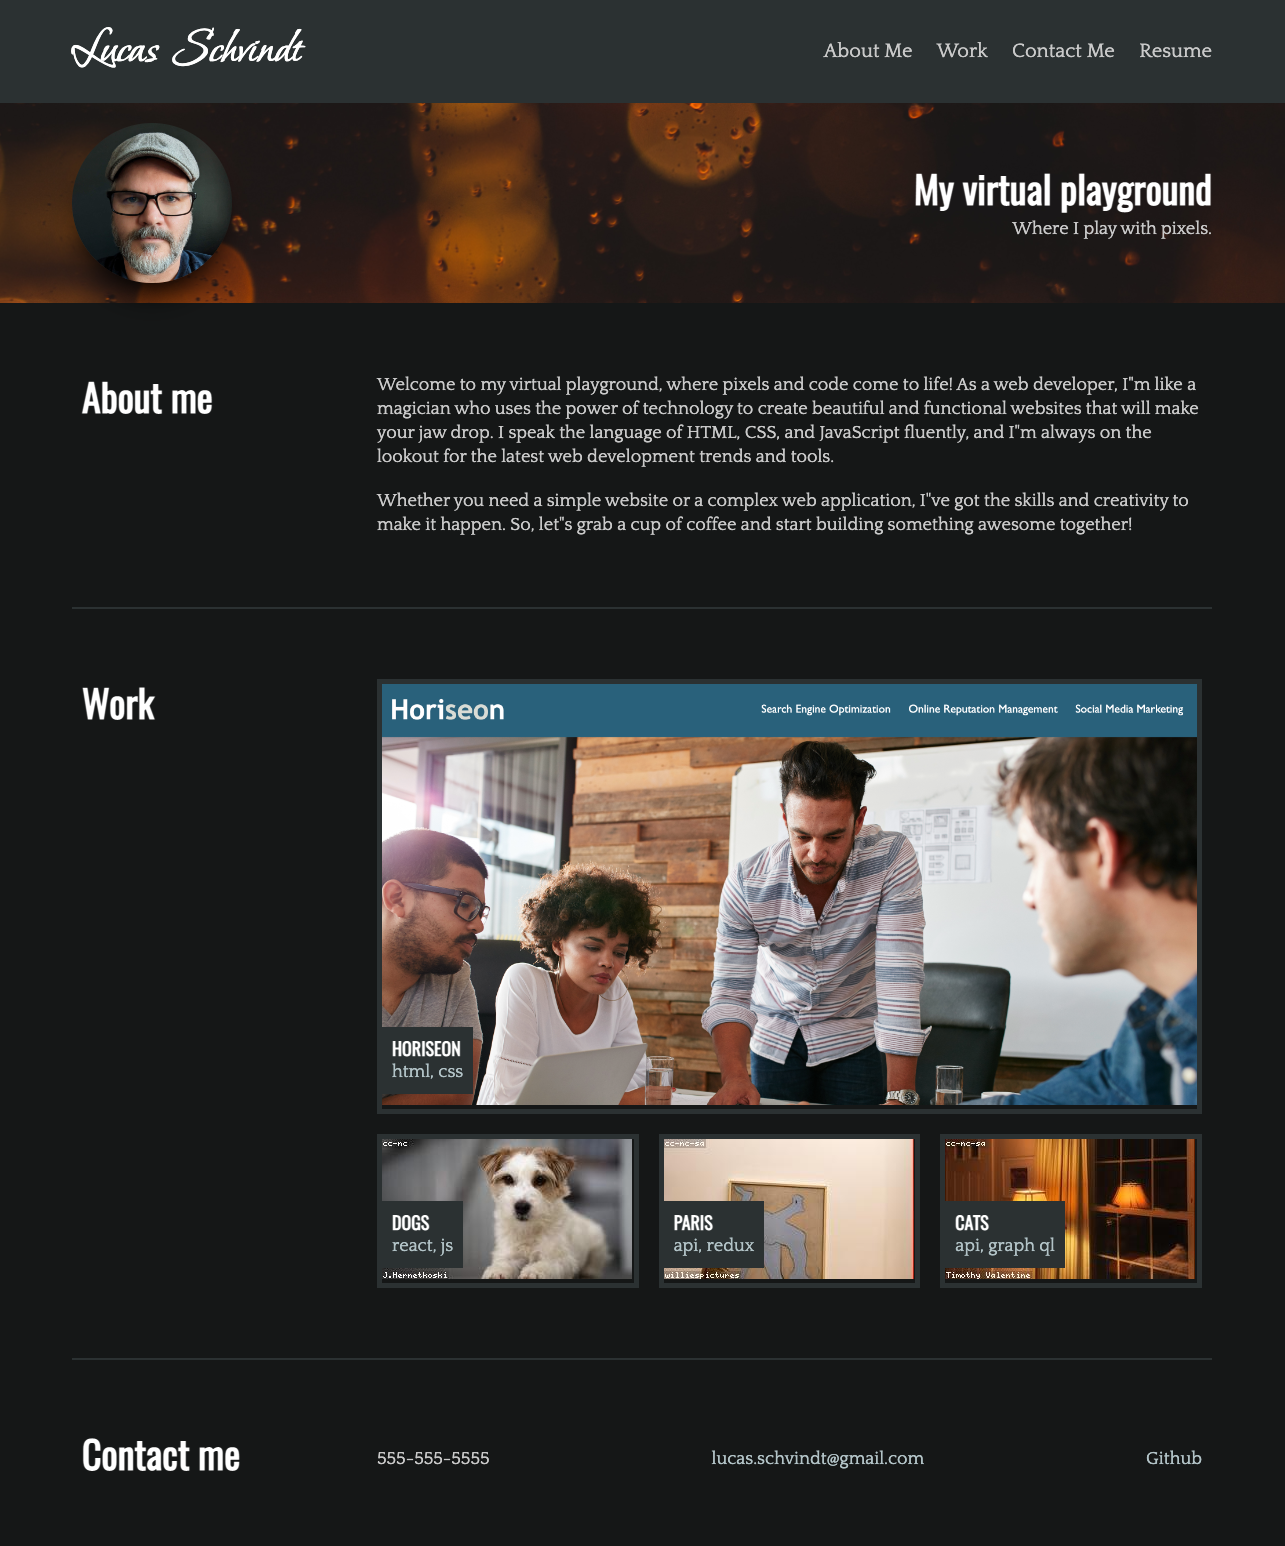 Lucas Schvindt
About Me Work Contact Me Resume
My virtual playground
Where I play with pixels.
About me
Welcome to my virtual playground, where pixels and code come to life! As a web developer, I"m like a
magician who uses the power of technology to create beautiful and functional websites that will make
your jaw drop. I speak the language of HTML, CSS, and JavaScript fluently, and I"m always on the
lookout for the latest web development trends and tools.
Whether you need a simple website or a complex web application, I"ve got the skills and creativity to
make it happen. So, let"s grab a cup of coffee and start building something awesome together!
Work
Horiseon
Search Engine Optimization Online Reputation Management Social Media Marketing
HORISEON
html, css
cc-nc
DOGS
react, js
J.Hernetkoski
cc-nc-sa
PARIS
api, redux
williespictures
cc-nc-sa
CATS
api, graph ql
Timothy Valentine
Contact me
555-555-5555
lucas.schvindt@gmail.com
Github